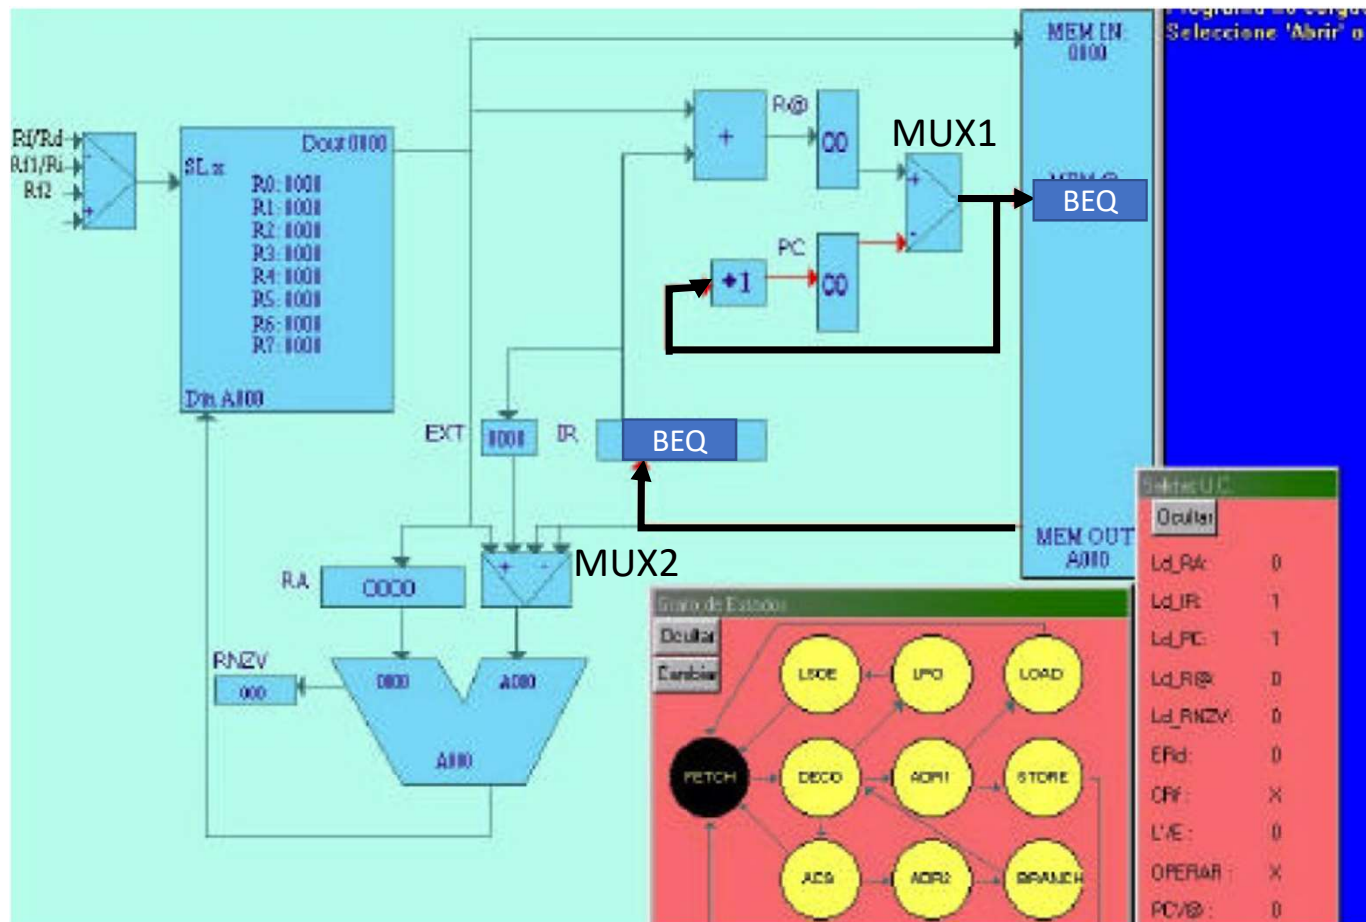 Seleccione 'Abrir' o
MEM IN:
0000
Rf/Rd
Rf1/Ri
Rf2
Dout 0000
SL:x
R0: 0000
R1: 0000
R2: 0000
R3: 0000
R4: 0000
R5: 0000
R6: 0000
R7: 0000
Din A000
R@
00
+
MUX1
+
-
BEQ
PC
+1
00
EXT
0000
IR
BEQ
MEM OUT
A000
RA
0000
+
-
MUX2
RNZV
000
0000
A000
A000
Grafo de Estados
Ocultar
Cambiar
LOAD
FETCH
DECO
ADR1
STORE
ADR2
BRANCH
Salidas U.C.
Ocultar
Ld_RA: 0
Ld_IR: 1
Ld_PC: 1
Ld_R@ 0
Ld_RNZV: 0
ERd: 0
CRf: X
L'/E: 0
OPERAR: X
PC'/@: 0